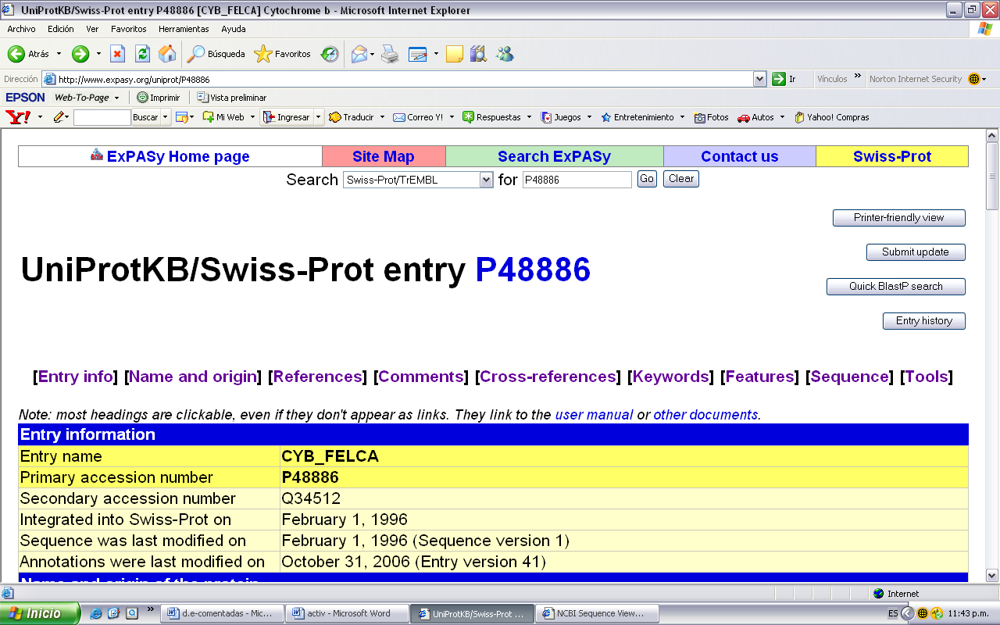 UniProtKB/Swiss-Prot entry P48886 [CYB_FELCA] Cytochrome b - Microsoft Internet Explorer
Archivo Edición Ver Favoritos Herramientas Ayuda
Atrás Búsqueda Favoritos
Dirección http://www.expasy.org/uniprot/P48886 Ir Vínculos » Norton Internet Security
EPSON Web-To-Page Imprimir Vista preliminar
Y! Buscar Mi Web Ingresar Traducir Correo Y! Respuestas Juegos Entretenimiento Fotos Autos Yahoo! Compras
ExPASy Home page Site Map Search ExPASy Contact us Swiss-Prot
Search Swiss-Prot/TrEMBL for P48886 Go Clear
Printer-friendly view
Submit update
UniProtKB/Swiss-Prot entry P48886
Quick BlastP search
Entry history
[Entry info] [Name and origin] [References] [Comments] [Cross-references] [Keywords] [Features] [Sequence] [Tools]
Note: most headings are clickable, even if they don't appear as links. They link to the user manual or other documents.
Entry information
Entry name CYB_FELCA
Primary accession number P48886
Secondary accession number Q34512
Integrated into Swiss-Prot on February 1, 1996
Sequence was last modified on February 1, 1996 (Sequence version 1)
Annotations were last modified on October 31, 2006 (Entry version 41)
Name and origin of the protein
Internet
Inicio » d.e-comentadas - Mic... activ - Microsoft Word UniProtKB/Swiss-Prot ... NCBI Sequence View... ES 11:43 p.m.